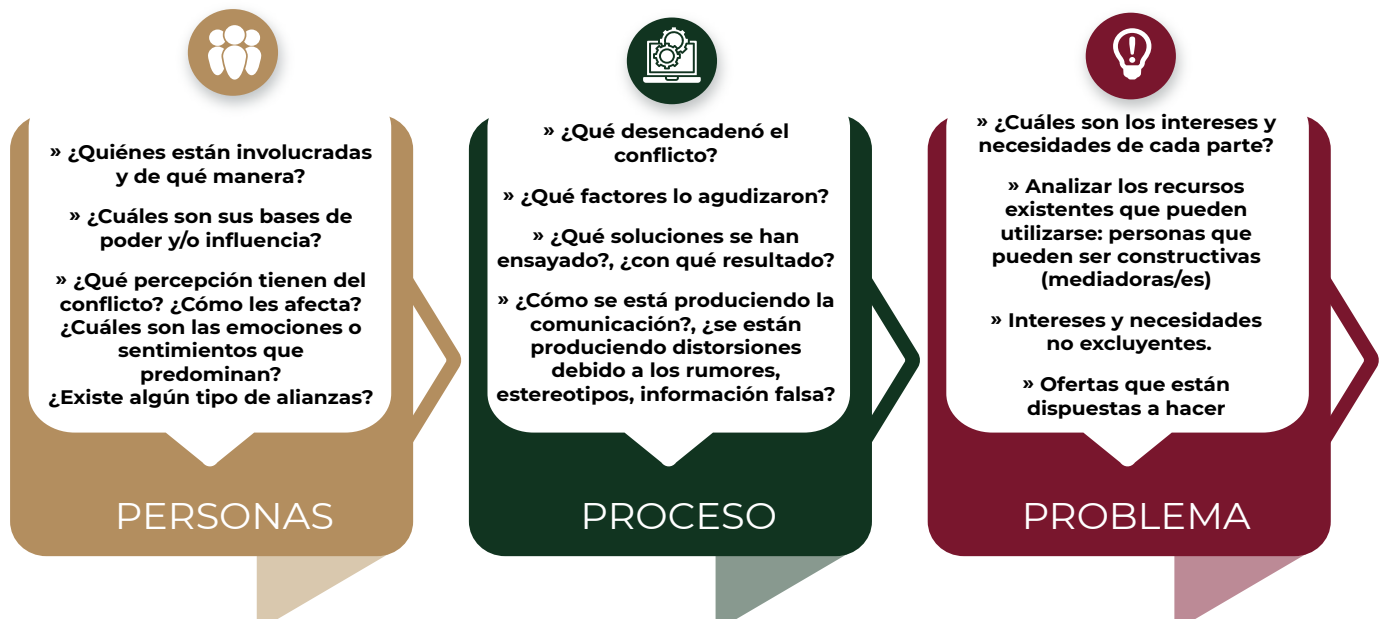 » ¿Quiénes están involucradas
y de qué manera?
» ¿Cuáles son sus bases de
poder y/o influencia?
» ¿Qué percepción tienen del
conflicto? ¿Cómo les afecta?
¿Cuáles son las emociones o
sentimientos que
predominan?
¿Existe algún tipo de alianzas?
PERSONAS
» ¿Qué desencadenó el
conflicto?
» ¿Qué factores lo agudizaron?
» ¿Qué soluciones se han
ensayado?, ¿con qué resultado?
» ¿Cómo se está produciendo la
comunicación?, ¿se están
produciendo distorsiones
debido a los rumores,
estereotipos, información falsa?
PROCESO
» ¿Cuáles son los intereses y
necesidades de cada parte?
» Analizar los recursos
existentes que pueden
utilizarse: personas que
pueden ser constructivas
(mediadoras/es)
» Intereses y necesidades
no excluyentes.
» Ofertas que están
dispuestas a hacer
PROBLEMA